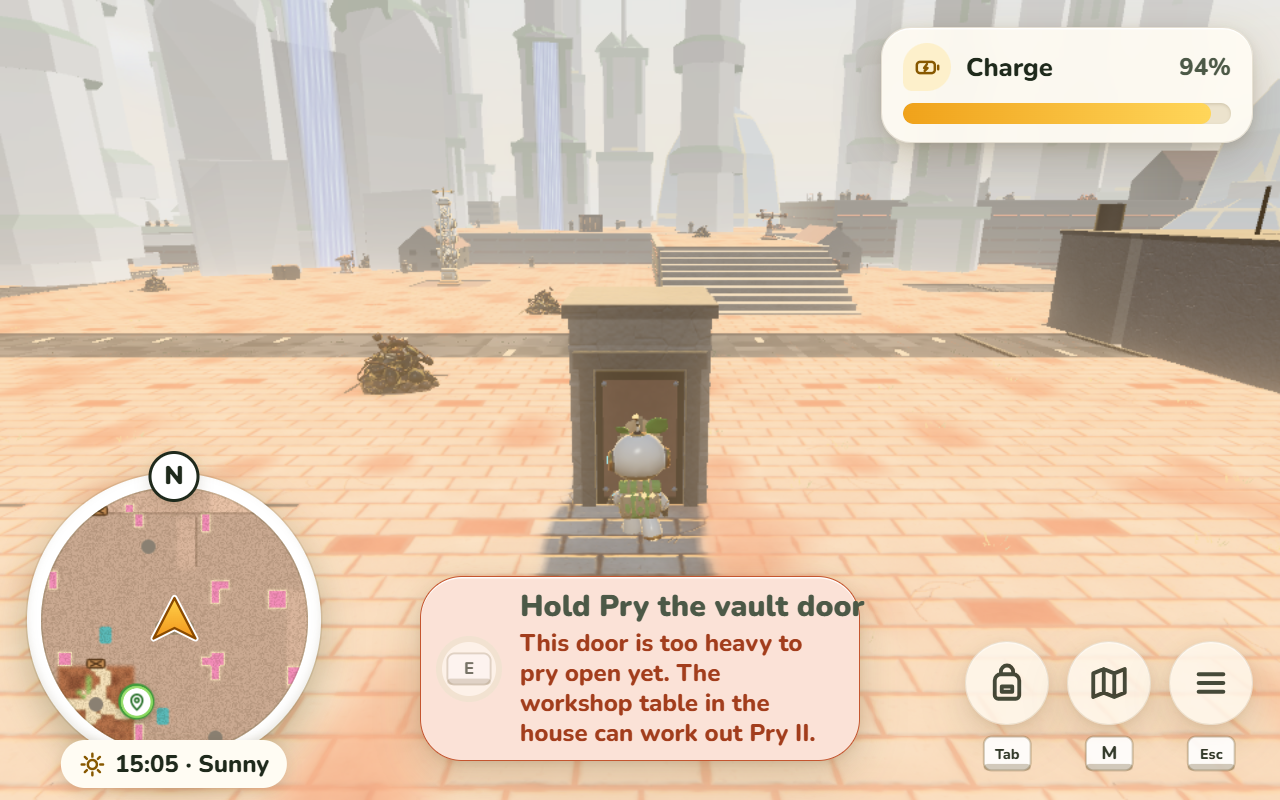 Charge 94%
N
Hold Pry the vault door
E
This door is too heavy to
pry open yet. The
workshop table in the
house can work out Pry II.
15:05 · Sunny
Tab
M
Esc